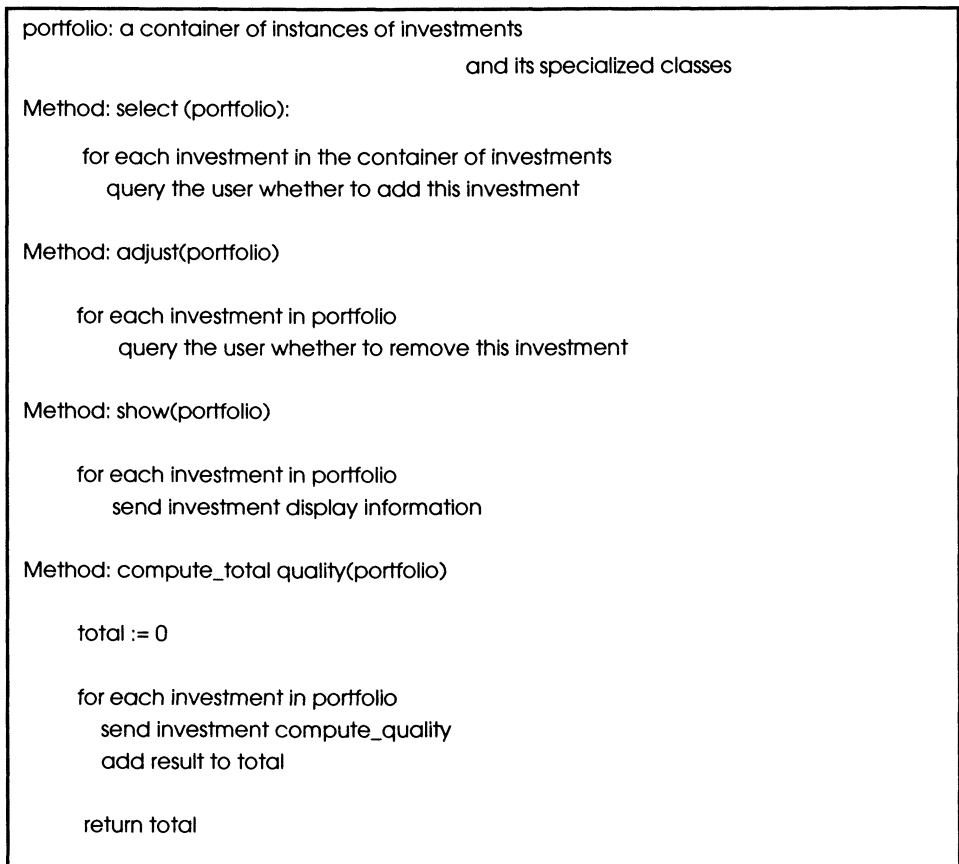 portfolio: a container of instances of investments
and its specialized classes
Method: select (portfolio):
for each investment in the container of investments
query the user whether to add this investment
Method: adjust(portfolio)
for each investment in portfolio
query the user whether to remove this investment
Method: show(portfolio)
for each investment in portfolio
send investment display information
Method: compute_total quality(portfolio)
total := 0
for each investment in portfolio
send investment compute_quality
add result to total
return total